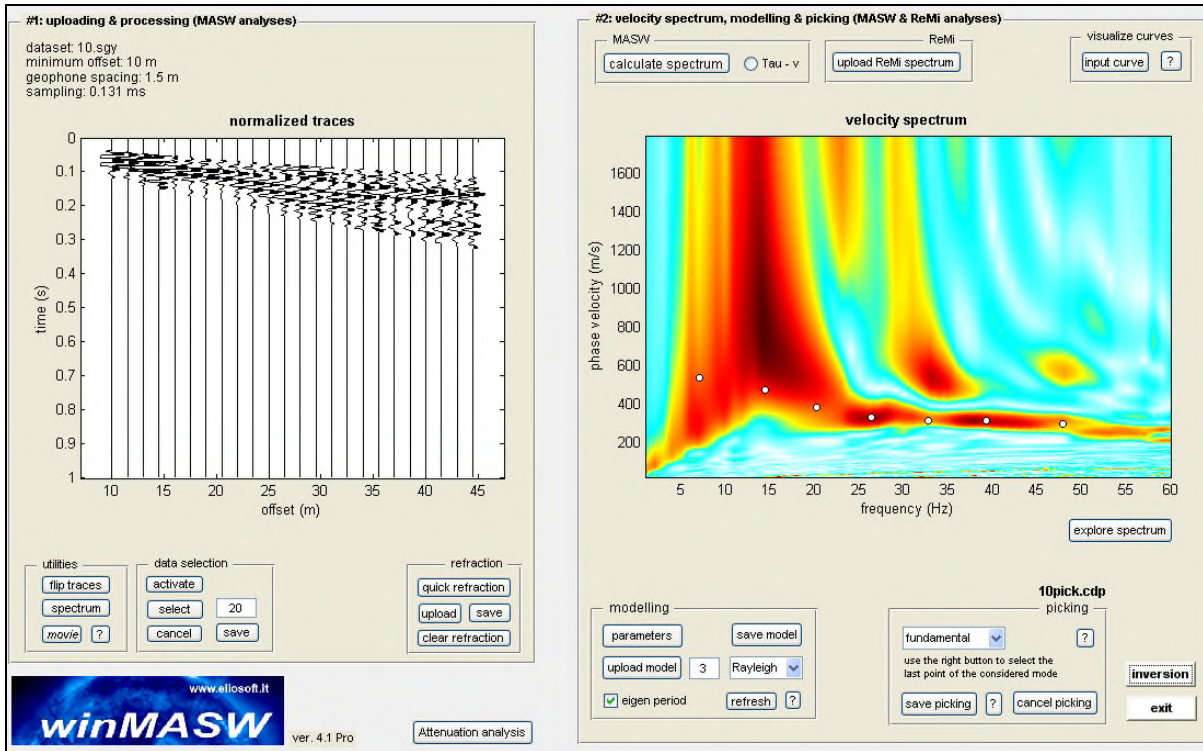 #1: uploading & processing (MASW analyses)
dataset: 10.sgy
minimum offset: 10 m
geophone spacing: 1.5 m
sampling: 0.131 ms
normalized traces
0
0.1
0.2
0.3
0.4
0.5
0.6
0.7
0.8
0.9
1
time (s)
10 15 20 25 30 35 40 45
offset (m)
utilities
flip traces
spectrum
movie ?
data selection
activate
select 20
cancel save
refraction
quick refraction
upload save
clear refraction
www.eliosoft.it
winMASW
ver. 4.1 Pro
Attenuation analysis
#2: velocity spectrum, modelling & picking (MASW & ReMi analyses)
MASW
calculate spectrum Tau - v
ReMi
upload ReMi spectrum
visualize curves
input curve ?
velocity spectrum
1600
1400
1200
1000
800
600
400
200
phase velocity (m/s)
5 10 15 20 25 30 35 40 45 50 55 60
frequency (Hz)
explore spectrum
modelling
parameters save model
upload model 3 Rayleigh
eigen period refresh ?
10pick.cdp
picking
fundamental ?
use the right button to select the
last point of the considered mode
save picking ? cancel picking
inversion
exit